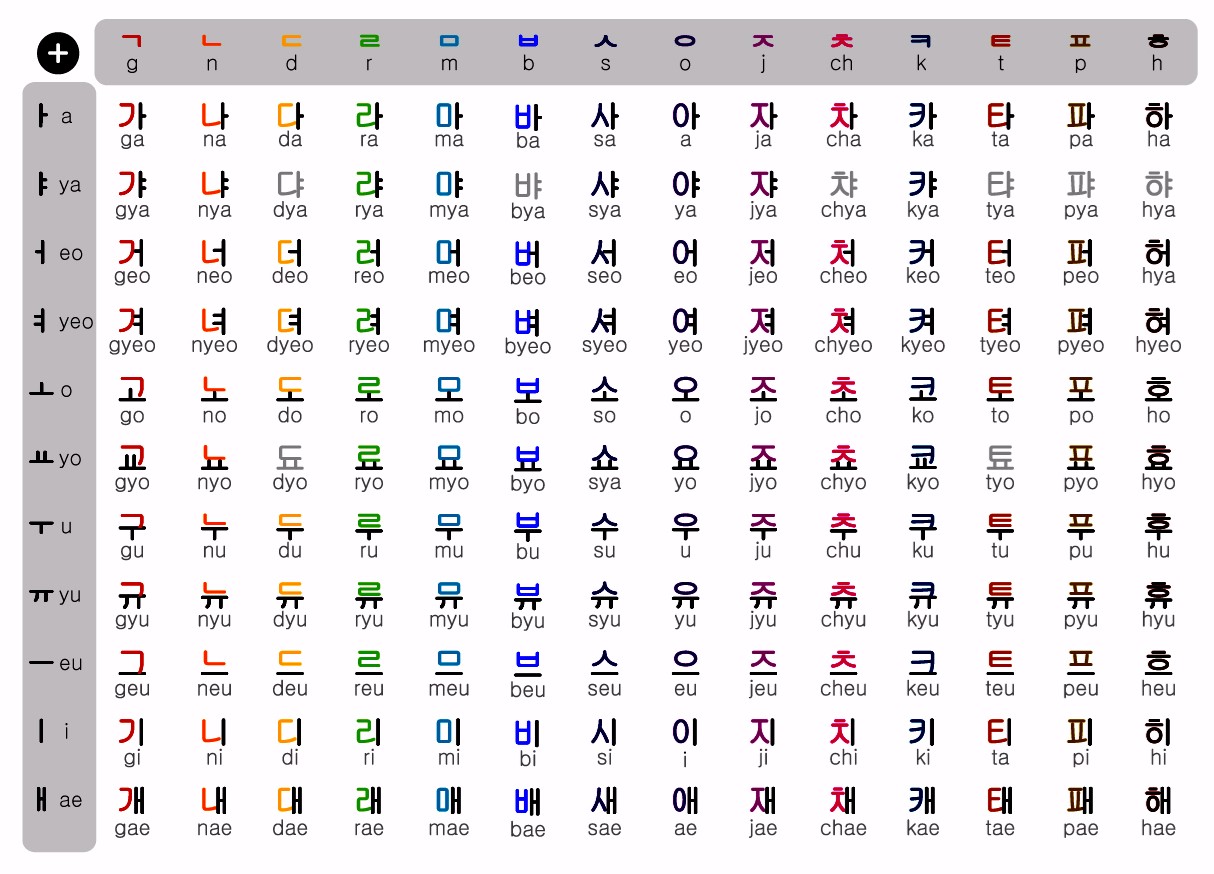 + ㄱ ㄴ ㄷ ㄹ ㅁ ㅂ ㅅ ㅇ ㅈ ㅊ ㅋ ㅌ ㅍ ㅎ
g n d r m b s o j ch k t p h
ㅏ a 가 나 다 라 마 바 사 아 자 차 카 타 파 하
ga na da ra ma ba sa a ja cha ka ta pa ha
ㅑ ya 갸 냐 댜 랴 먀 뱌 샤 야 쟈 챠 캬 탸 퍄 햐
gya nya dya rya mya bya sya ya jya chya kya tya pya hya
ㅓ eo 거 너 더 러 머 버 서 어 저 처 커 터 퍼 허
geo neo deo reo meo beo seo eo jeo cheo keo teo peo hya
ㅕ yeo 겨 녀 뎌 려 며 벼 셔 여 져 쳐 켜 텨 펴 혀
gyeo nyeo dyeo ryeo myeo byeo syeo yeo jyeo chyeo kyeo tyeo pyeo hyeo
ㅗ o 고 노 도 로 모 보 소 오 조 초 코 토 포 호
go no do ro mo bo so o jo cho ko to po ho
ㅛ yo 교 뇨 됴 료 묘 뵤 쇼 요 죠 쵸 쿄 툐 표 효
gyo nyo dyo ryo myo byo sya yo jyo chyo kyo tyo pyo hyo
ㅜ u 구 누 두 루 무 부 수 우 주 추 쿠 투 푸 후
gu nu du ru mu bu su u ju chu ku tu pu hu
ㅠ yu 규 뉴 듀 류 뮤 뷰 슈 유 쥬 츄 큐 튜 퓨 휴
gyu nyu dyu ryu myu byu syu yu jyu chyu kyu tyu pyu hyu
ㅡ eu 그 느 드 르 므 브 스 으 즈 츠 크 트 프 흐
geu neu deu reu meu beu seu eu jeu cheu keu teu peu heu
ㅣ i 기 니 디 리 미 비 시 이 지 치 키 티 피 히
gi ni di ri mi bi si i ji chi ki ta pi hi
ㅐ ae 개 내 대 래 매 배 새 애 재 채 캐 태 패 해
gae nae dae rae mae bae sae ae jae chae kae tae pae hae